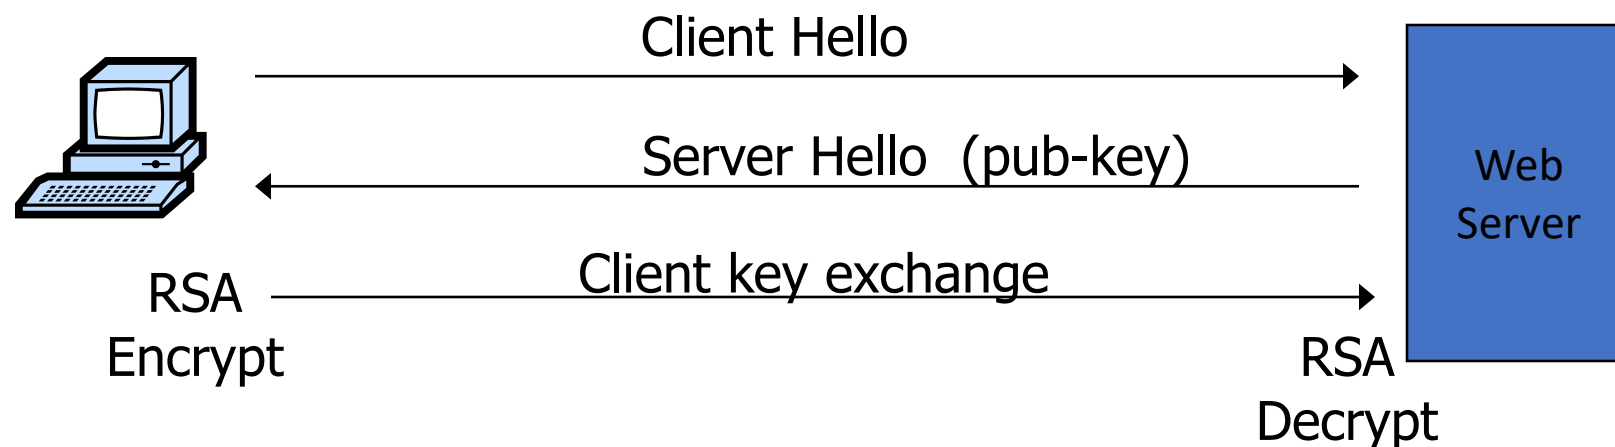 Client Hello
Server Hello (pub-key)
Web
Server
Client key exchange
RSA
Encrypt
RSA
Decrypt